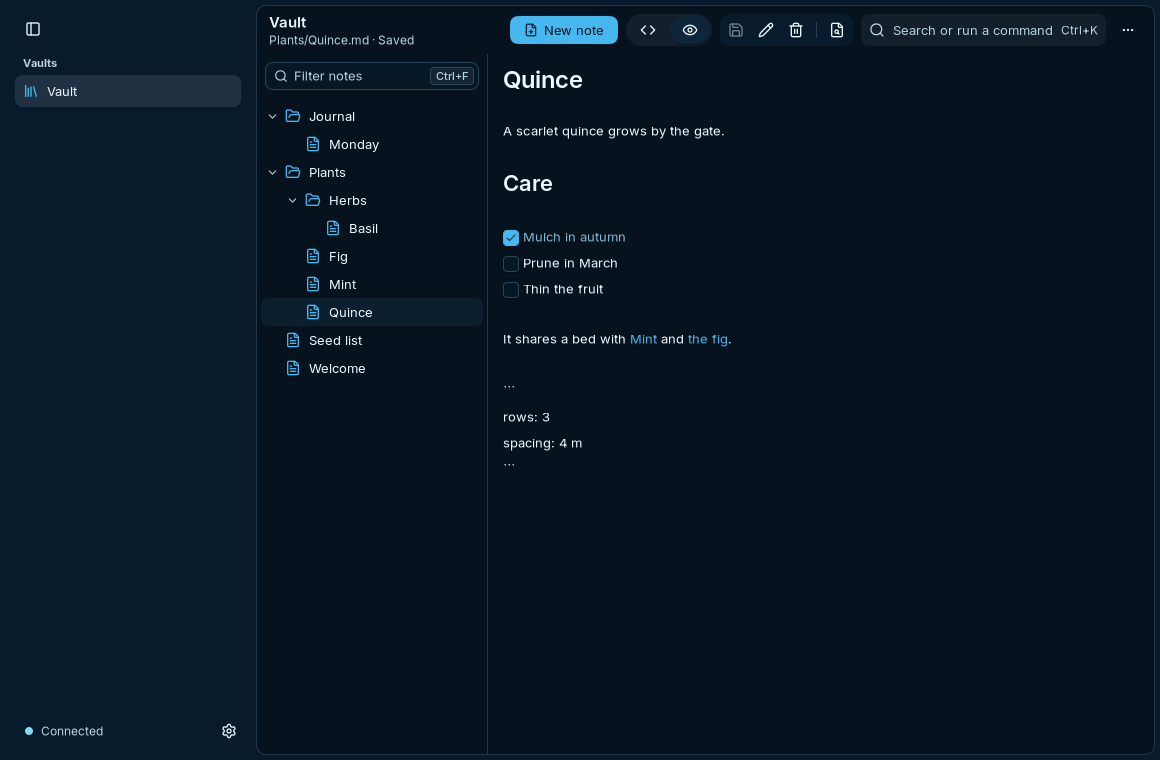 Vaults
Vault
Connected
Vault
Plants/Quince.md · Saved
New note
Search or run a command Ctrl+K
Filter notes Ctrl+F
Journal
Monday
Plants
Herbs
Basil
Fig
Mint
Quince
Seed list
Welcome
Quince
A scarlet quince grows by the gate.
Care
Mulch in autumn
Prune in March
Thin the fruit
It shares a bed with Mint and the fig.
```
rows: 3
spacing: 4 m
```